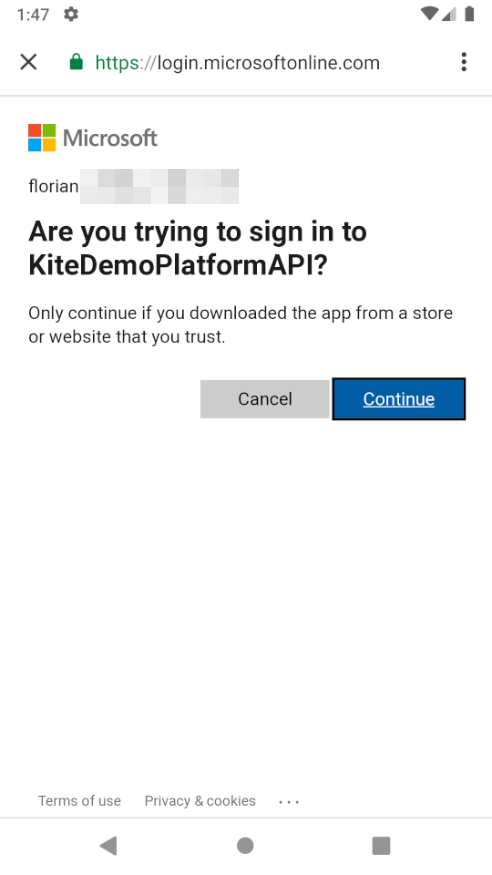 1:47
https://login.microsoftonline.com
Microsoft
florian
Are you trying to sign in to
KiteDemoPlatformAPI?
Only continue if you downloaded the app from a store
or website that you trust.
Cancel Continue
Terms of use Privacy & cookies ...